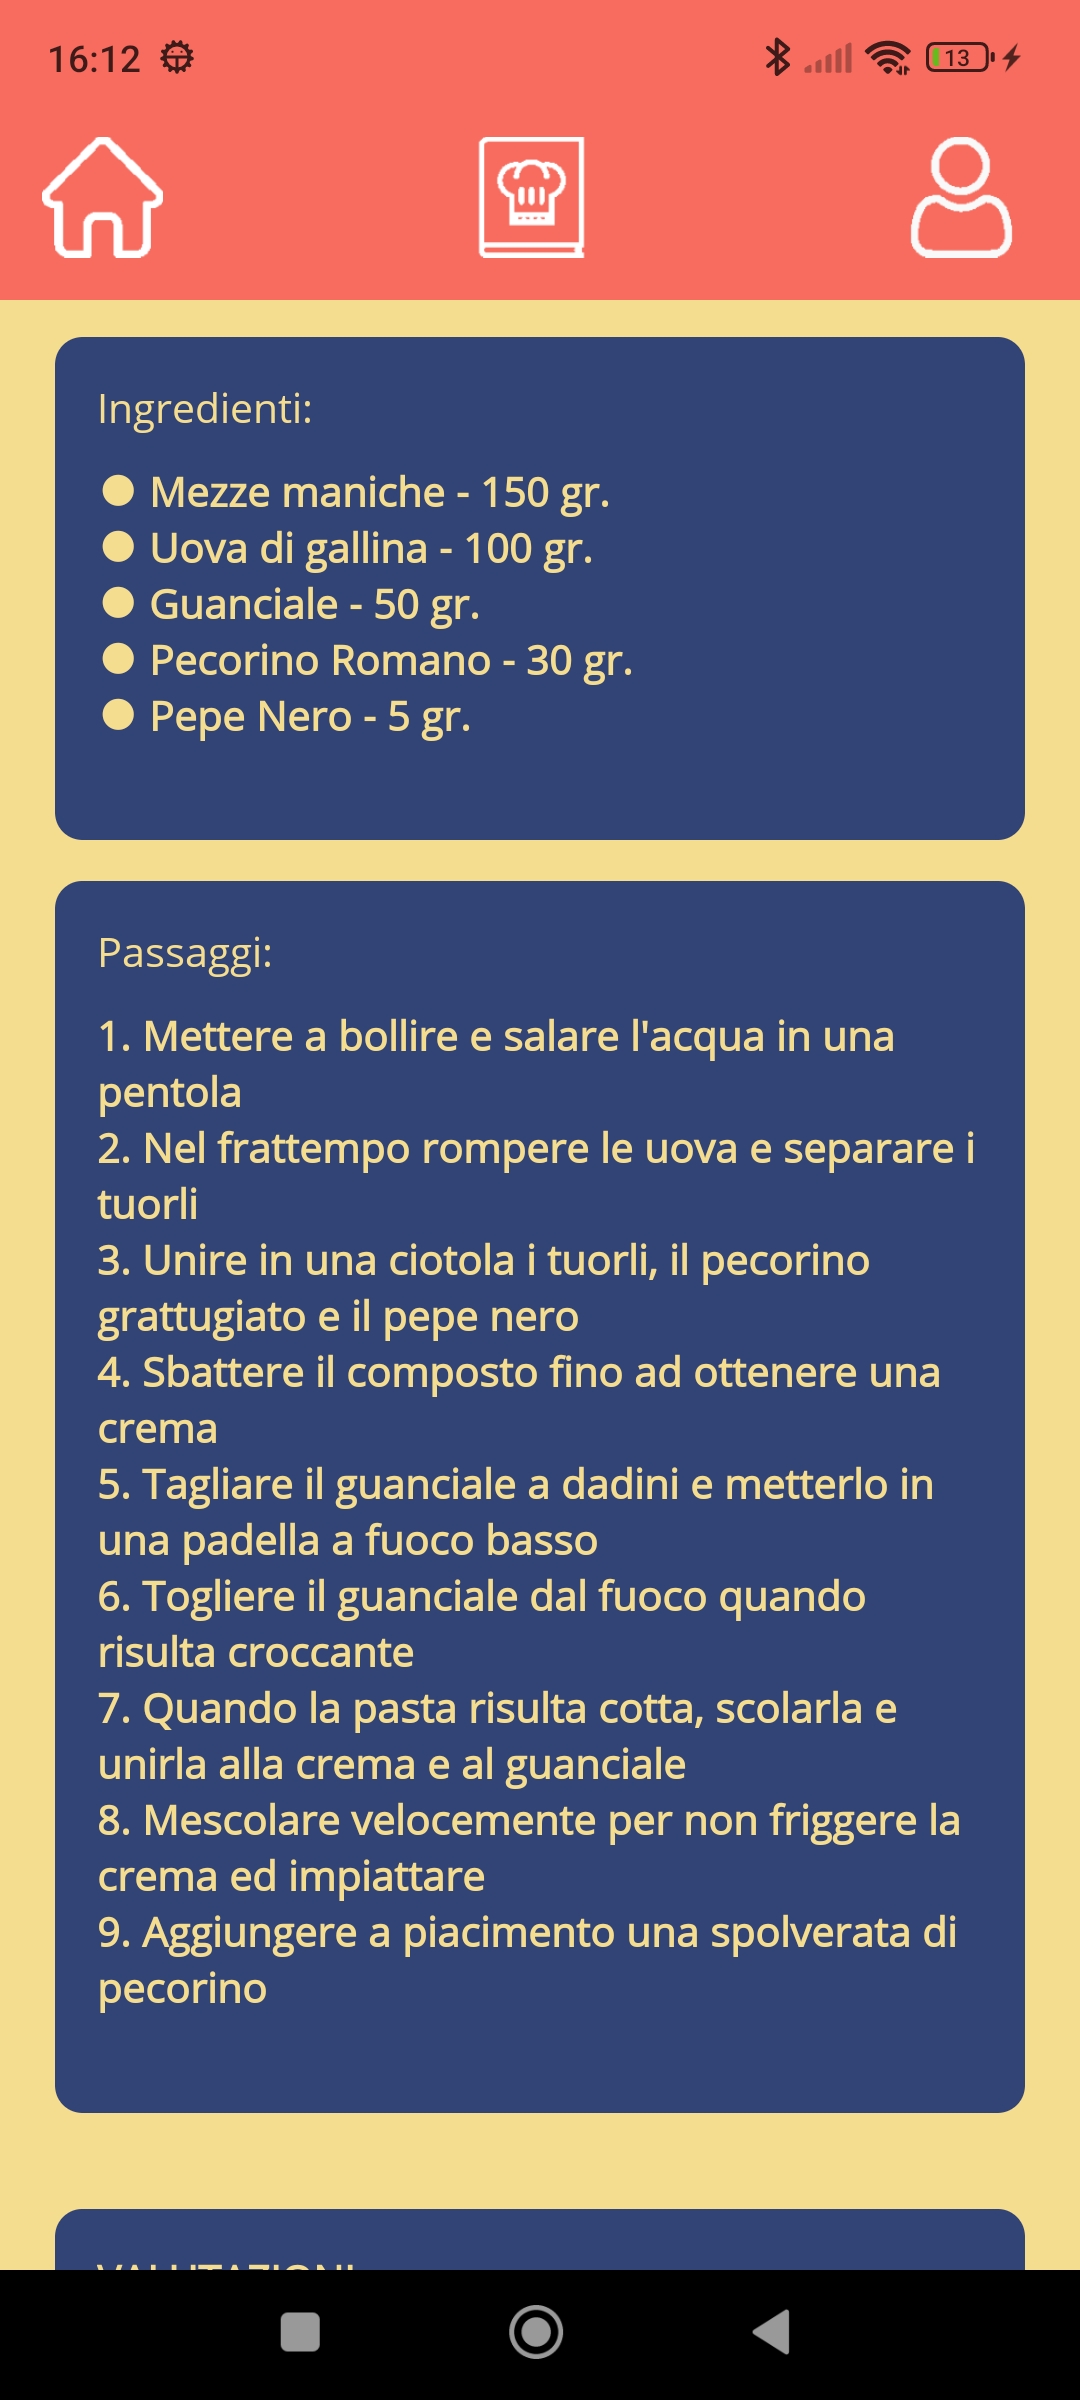 16:12
13
Ingredienti:
● Mezze maniche - 150 gr.
● Uova di gallina - 100 gr.
● Guanciale - 50 gr.
● Pecorino Romano - 30 gr.
● Pepe Nero - 5 gr.
Passaggi:
1. Mettere a bollire e salare l'acqua in una
pentola
2. Nel frattempo rompere le uova e separare i
tuorli
3. Unire in una ciotola i tuorli, il pecorino
grattugiato e il pepe nero
4. Sbattere il composto fino ad ottenere una
crema
5. Tagliare il guanciale a dadini e metterlo in
una padella a fuoco basso
6. Togliere il guanciale dal fuoco quando
risulta croccante
7. Quando la pasta risulta cotta, scolarla e
unirla alla crema e al guanciale
8. Mescolare velocemente per non friggere la
crema ed impiattare
9. Aggiungere a piacimento una spolverata di
pecorino
VALUTAZIONI